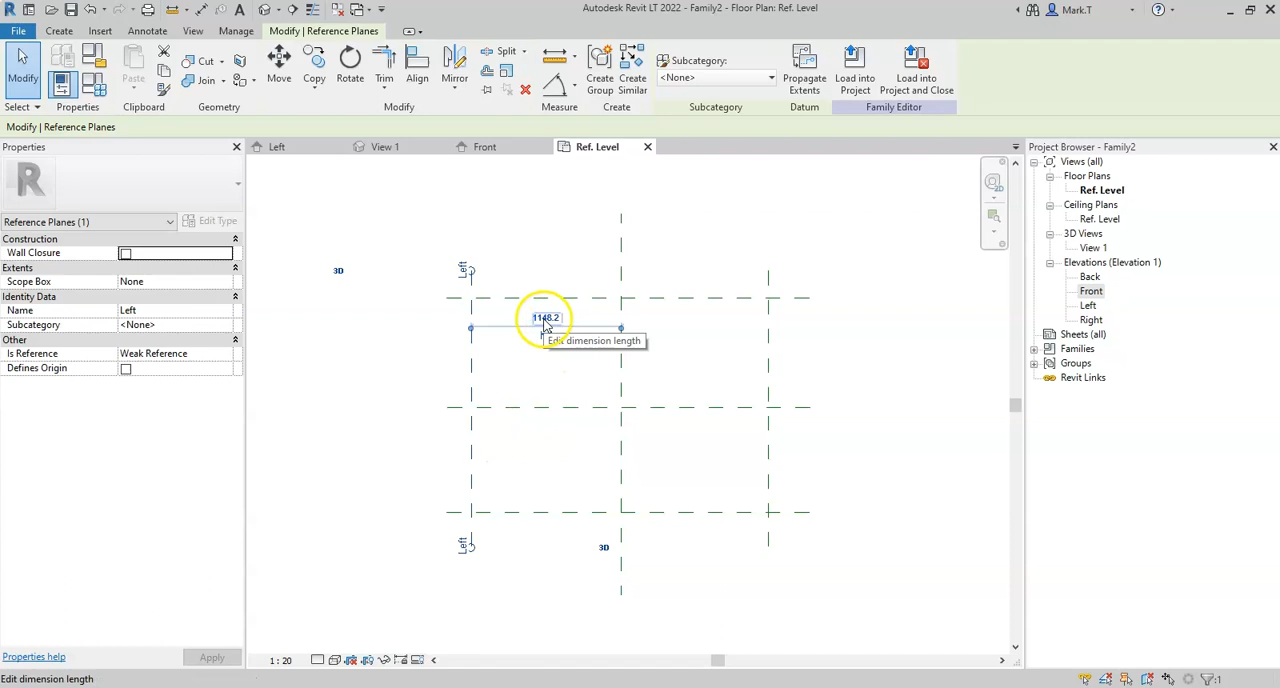 Autodesk Revit LT 2022 - Family2 - Floor Plan: Ref. Level
Mark.T
File Create Insert Annotate View Manage Modify | Reference Planes
Modify
Paste
Cut
Join
Move Copy Rotate Trim Align Mirror
Split
Create Group
Create Similar
Subcategory:
<None>
Propagate Extents
Load into Project
Load into Project and Close
Select Properties Clipboard Geometry Modify Measure Create Subcategory Datum Family Editor
Modify | Reference Planes
Properties
Left View 1 Front Ref. Level
Project Browser - Family2
Views (all)
Floor Plans
Ref. Level
Ceiling Plans
Ref. Level
3D Views
View 1
Elevations (Elevation 1)
Back
Front
Left
Right
Sheets (all)
Families
Groups
Revit Links
Reference Planes (1)
Edit Type
Construction
Wall Closure
Extents
Scope Box None
Identity Data
Name Left
Subcategory <None>
Other
Is Reference Weak Reference
Defines Origin
3D
Left
1148.2
Edit dimension length
Left
3D
Properties help
Apply
1 : 20
Edit dimension length
:1